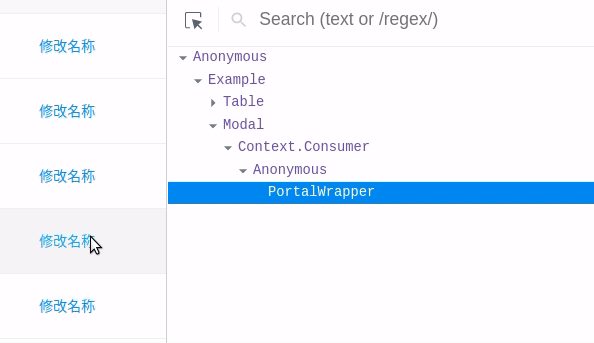 修改名称
修改名称
修改名称
修改名称
修改名称
Search (text or /regex/)
Anonymous
Example
Table
Modal
Context.Consumer
Anonymous
PortalWrapper